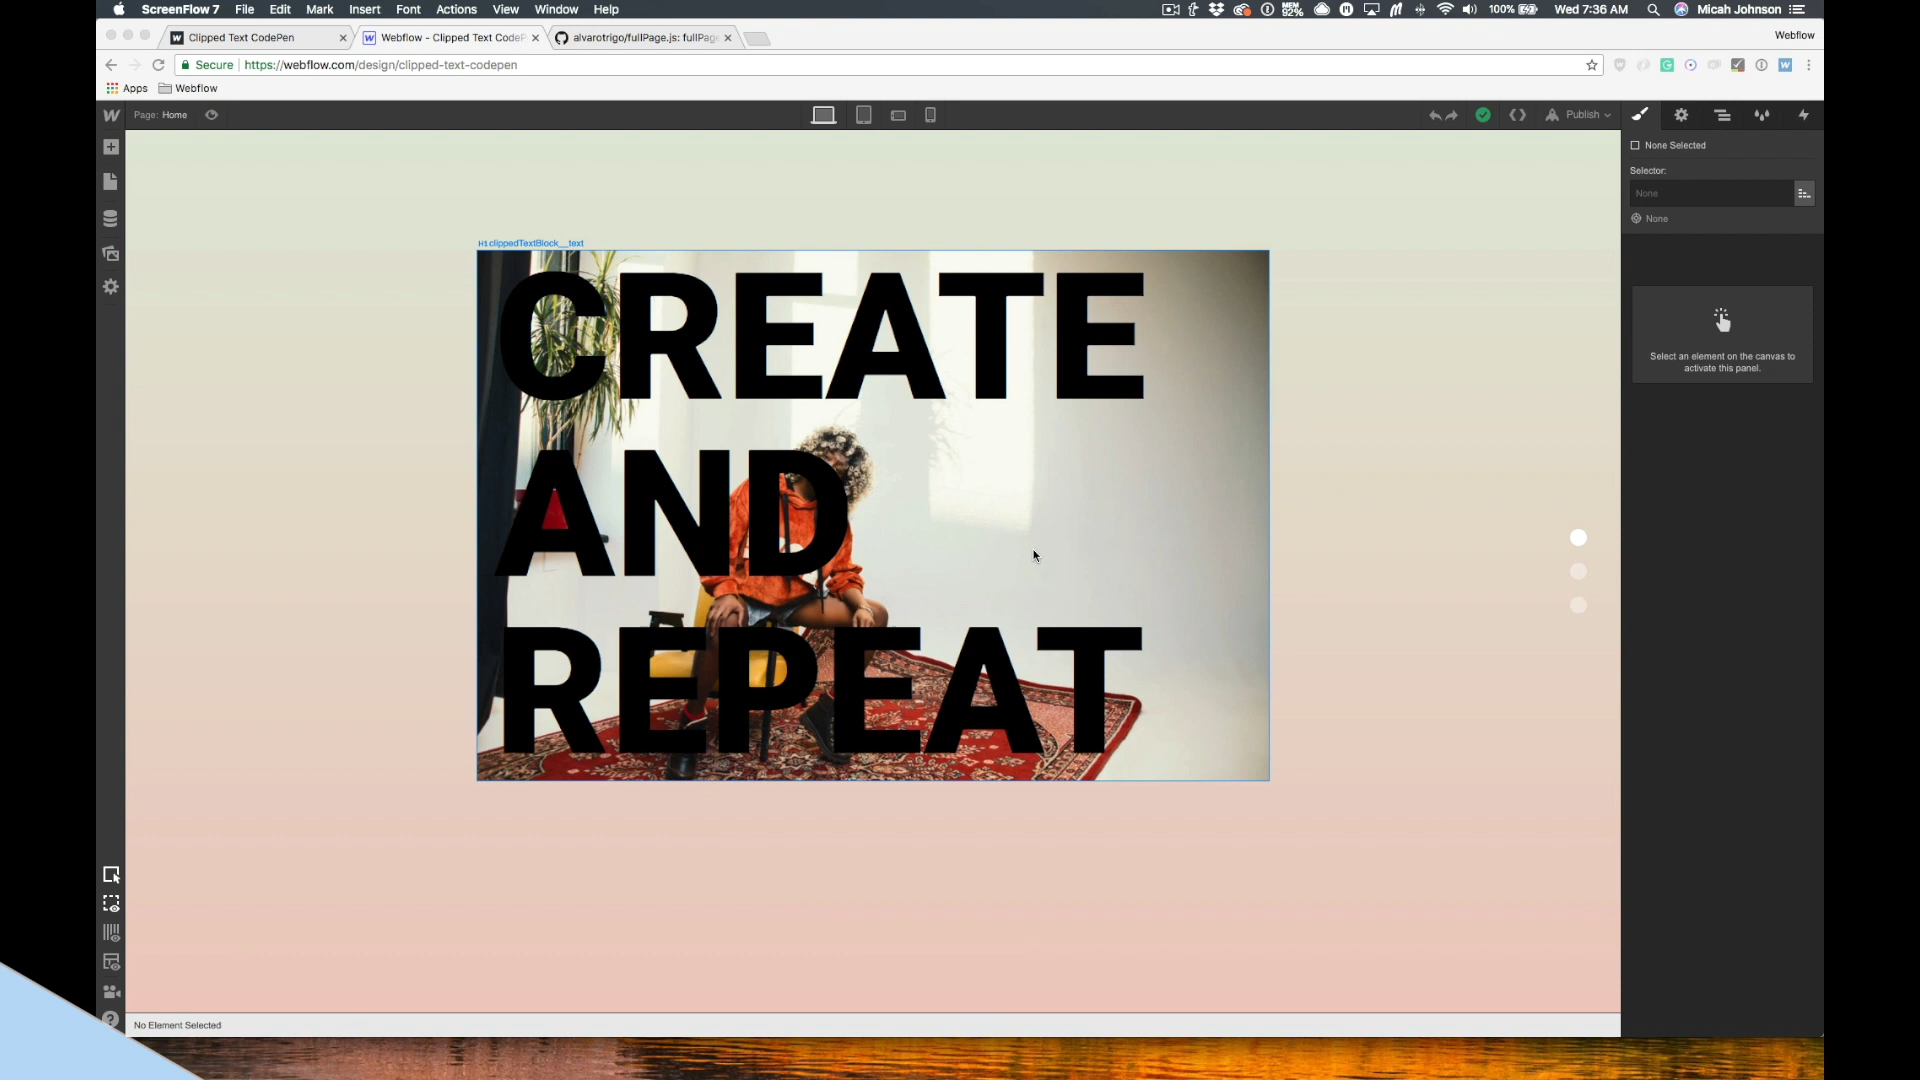 ScreenFlow 7 File Edit Mark Insert Font Actions View Window Help MEM 92% 100% Wed 7:36 AM Micah Johnson
Clipped Text CodePen Webflow - Clipped Text CodeP alvarotrigo/fullPage.js: fullPag Webflow
Secure https://webflow.com/design/clipped-text-codepen
Apps Webflow
Page: Home Publish
None Selected
Selector:
None
None
H1 clippedTextBlock__text
CREATE
AND
REPEAT
Select an element on the canvas to
activate this panel.
No Element Selected